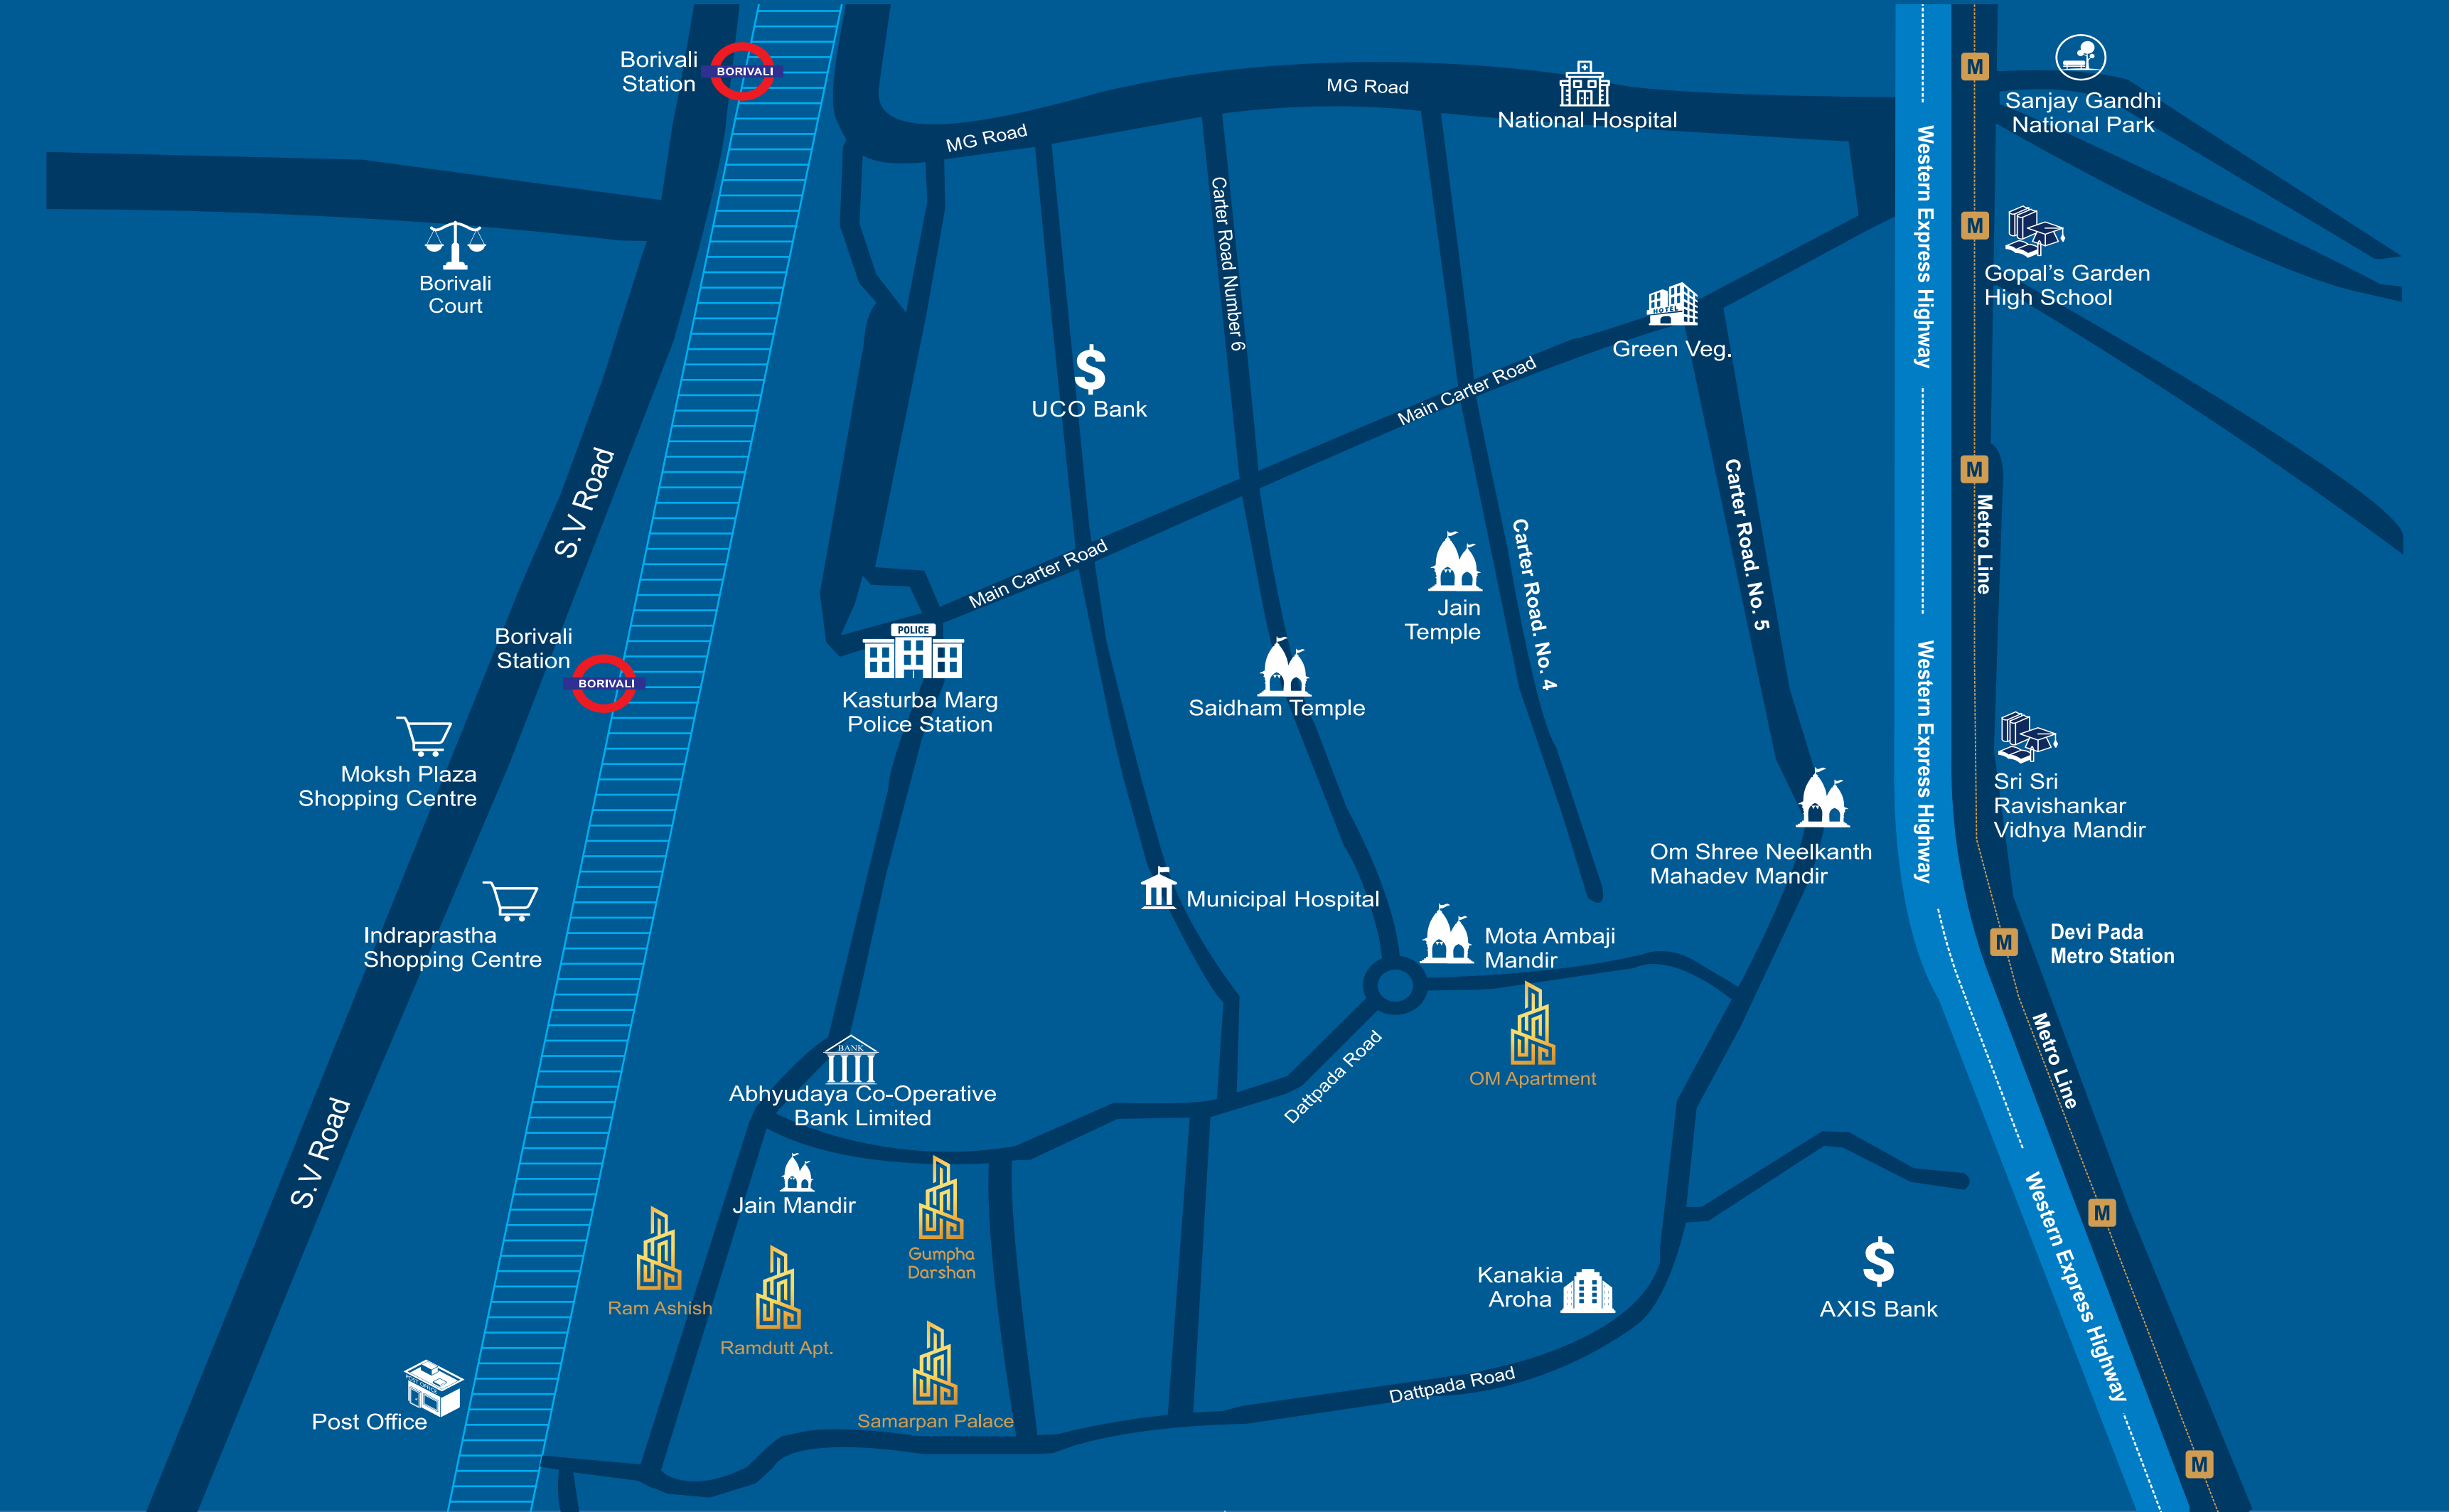 Borivali
Station
BORIVALI
MG Road
MG Road
National Hospital
M
Sanjay Gandhi
National Park
Western Express Highway
M
Gopal's Garden
High School
Borivali
Court
Carter Road Number 6
HOTEL
Green Veg.
$
UCO Bank
Main Carter Road
M
Metro Line
S.V Road
Carter Road. No. 5
Carter Road. No. 4
Jain
Temple
Main Carter Road
POLICE
Kasturba Marg
Police Station
Borivali
Station
BORIVALI
Saidham Temple
Western Express Highway
Moksh Plaza
Shopping Centre
Sri Sri
Ravishankar
Vidhya Mandir
Om Shree Neelkanth
Mahadev Mandir
Municipal Hospital
Indraprastha
Shopping Centre
Mota Ambaji
Mandir
M
Devi Pada
Metro Station
BANK
Abhyudaya Co-Operative
Bank Limited
Dattpada Road
OM Apartment
Metro Line
S.V Road
Jain Mandir
Gumpha
Darshan
M
Western Express Highway
Ram Ashish
Ramdutt Apt.
Kanakia
Aroha
$
AXIS Bank
Samarpan Palace
Dattpada Road
POST OFFICE
Post Office
M